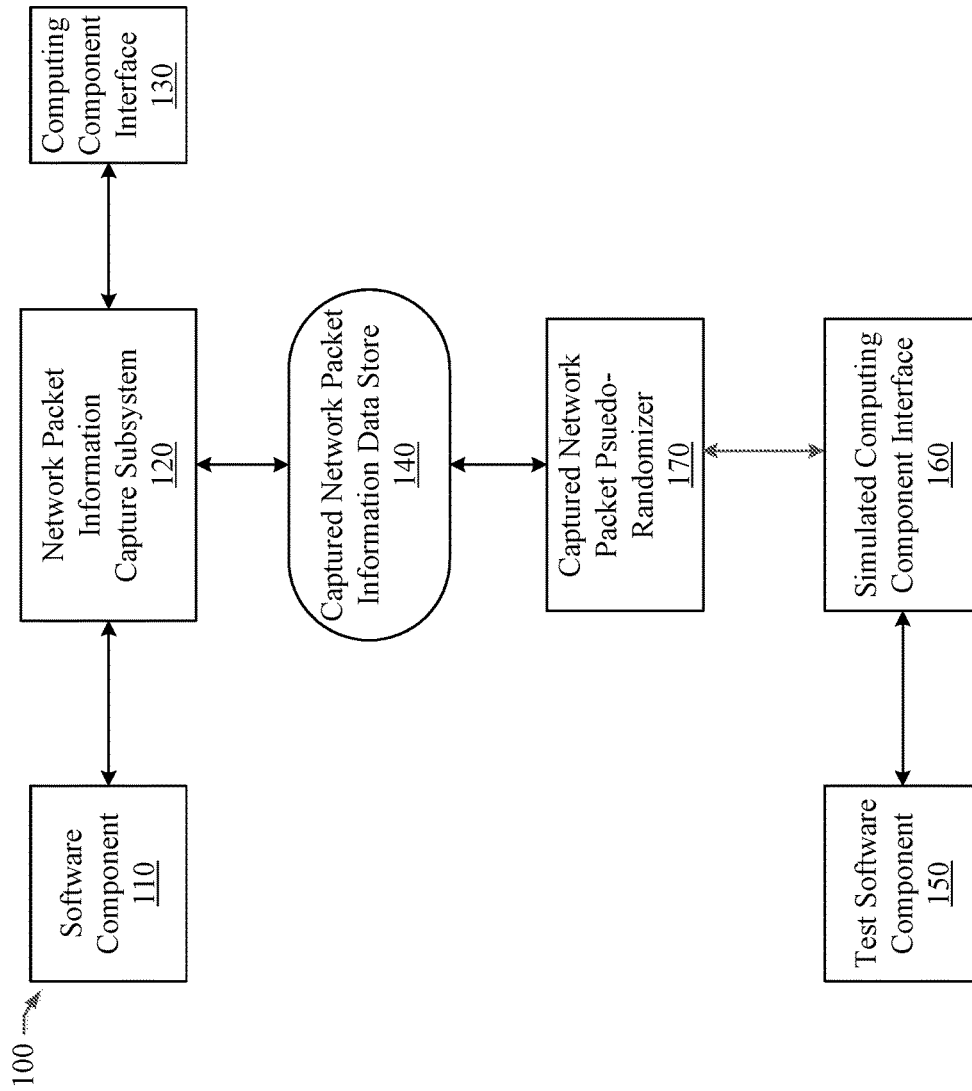 100
Software
Component
110
Network Packet
Information
Capture Subsystem
120
Computing
Component
Interface
130
Captured Network Packet
Information Data Store
140
Captured Network
Packet Psuedo-
Randomizer
170
Test Software
Component
150
Simulated Computing
Component Interface
160